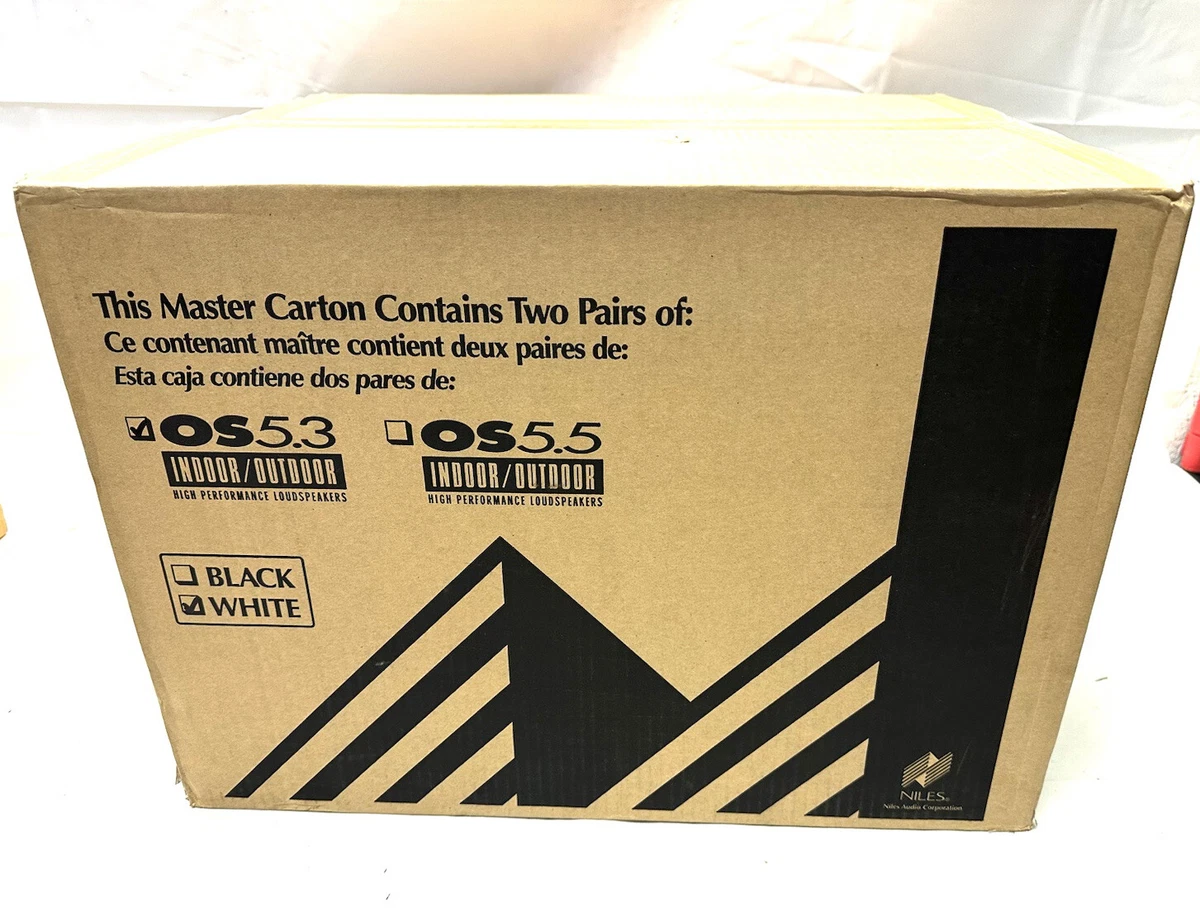 This Master Carton Contains Two Pairs of:
Ce contenant maître contient deux paires de:
Esta caja contiene dos pares de:
OS5.3
INDOOR/OUTDOOR
HIGH PERFORMANCE LOUDSPEAKERS
OS5.5
INDOOR/OUTDOOR
HIGH PERFORMANCE LOUDSPEAKERS
BLACK
WHITE
NILES®
Niles Audio Corporation